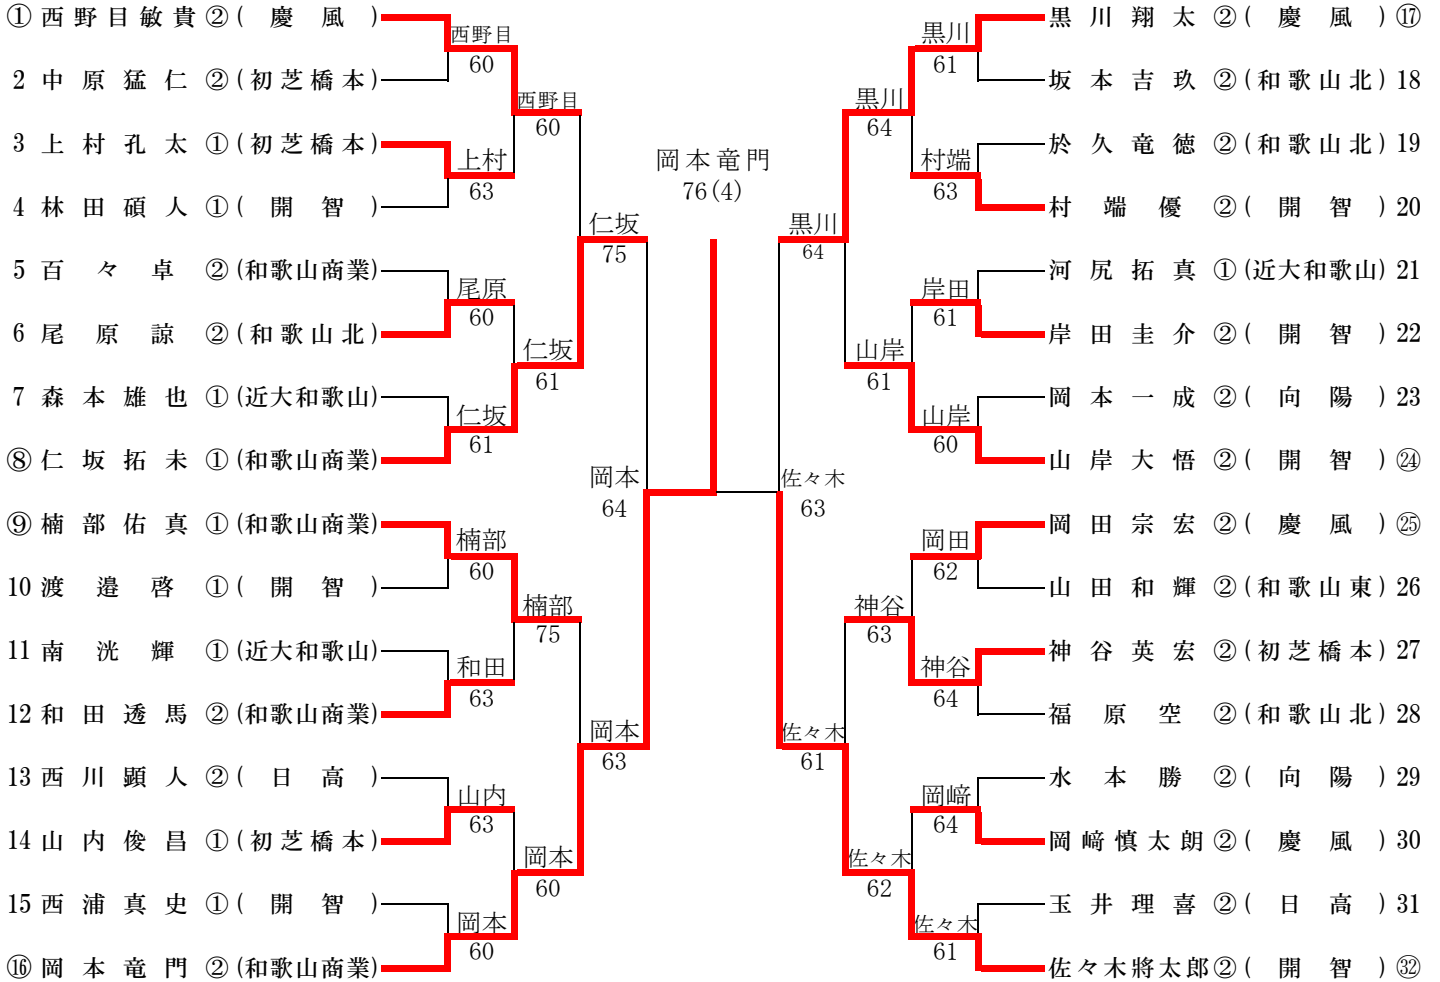 ① 西野目敏貴 ② ( 慶風 )
2 中原猛仁 ② (初芝橋本)
3 上村孔太 ① (初芝橋本)
4 林田碩人 ① ( 開智 )
5 百々卓 ② (和歌山商業)
6 尾原諒 ② (和歌山北)
7 森本雄也 ① (近大和歌山)
⑧ 仁坂拓未 ① (和歌山商業)
⑨ 楠部佑真 ① (和歌山商業)
10 渡邉啓 ① ( 開智 )
11 南洸輝 ① (近大和歌山)
12 和田透馬 ② (和歌山商業)
13 西川顕人 ② ( 日高 )
14 山内俊昌 ① (初芝橋本)
15 西浦真史 ① ( 開智 )
⑯ 岡本竜門 ② (和歌山商業)
西野目
60
上村
63
尾原
60
仁坂
61
楠部
60
和田
63
山内
63
岡本
60
西野目
60
仁坂
61
楠部
75
岡本
60
仁坂
75
岡本
63
岡本
64
岡本竜門
76(4)
佐々木
63
黒川
64
佐々木
61
黒川
64
山岸
61
神谷
63
佐々木
62
黒川
61
村端
63
岸田
61
山岸
60
岡田
62
神谷
64
岡﨑
64
佐々木
61
黒川翔太 ② ( 慶風 ) ⑰
坂本吉玖 ② (和歌山北) 18
於久竜徳 ② (和歌山北) 19
村端優 ② ( 開智 ) 20
河尻拓真 ① (近大和歌山) 21
岸田圭介 ② ( 開智 ) 22
岡本一成 ② ( 向陽 ) 23
山岸大悟 ② ( 開智 ) ㉔
岡田宗宏 ② ( 慶風 ) ㉕
山田和輝 ② (和歌山東) 26
神谷英宏 ② (初芝橋本) 27
福原空 ② (和歌山北) 28
水本勝 ② ( 向陽 ) 29
岡﨑慎太朗 ② ( 慶風 ) 30
玉井理喜 ② ( 日高 ) 31
佐々木將太郎 ② ( 開智 ) ㉜